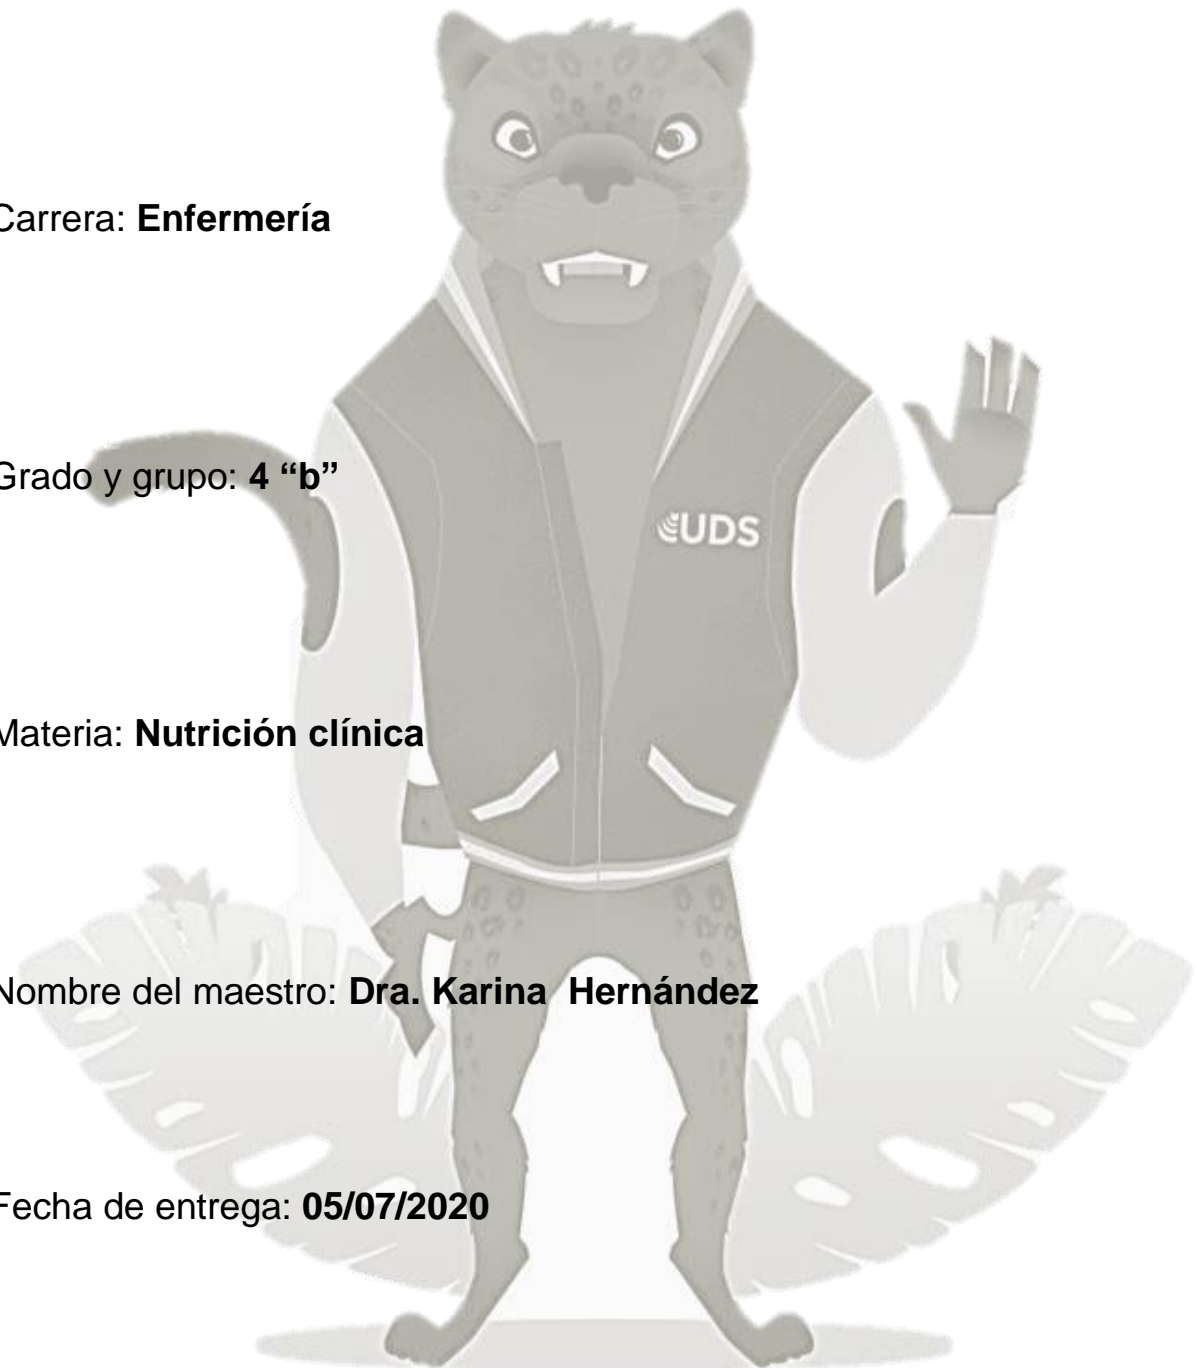 Carrera: Enfermería
Grado y grupo: 4 “b”
UDS
Materia: Nutrición clínica
Nombre del maestro: Dra. Karina  Hernández
Fecha de entrega: 05/07/2020